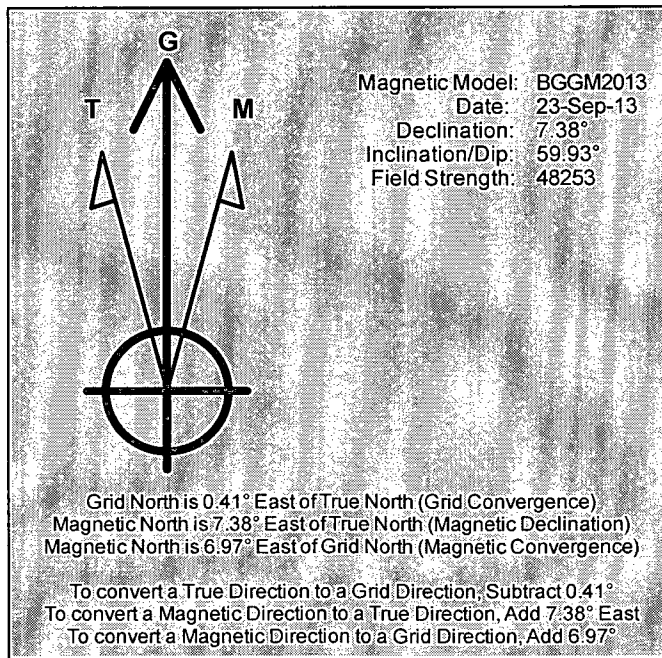 G
T M
Magnetic Model: BGGM2013
Date: 23-Sep-13
Declination: 7.38°
Inclination/Dip: 59.93°
Field Strength: 48253
Grid North is 0.41° East of True North (Grid Convergence)
Magnetic North is 7.38° East of True North (Magnetic Declination)
Magnetic North is 6.97° East of Grid North (Magnetic Convergence)
To convert a True Direction to a Grid Direction, Subtract 0.41°
To convert a Magnetic Direction to a True Direction, Add 7.38° East
To convert a Magnetic Direction to a Grid Direction, Add 6.97°